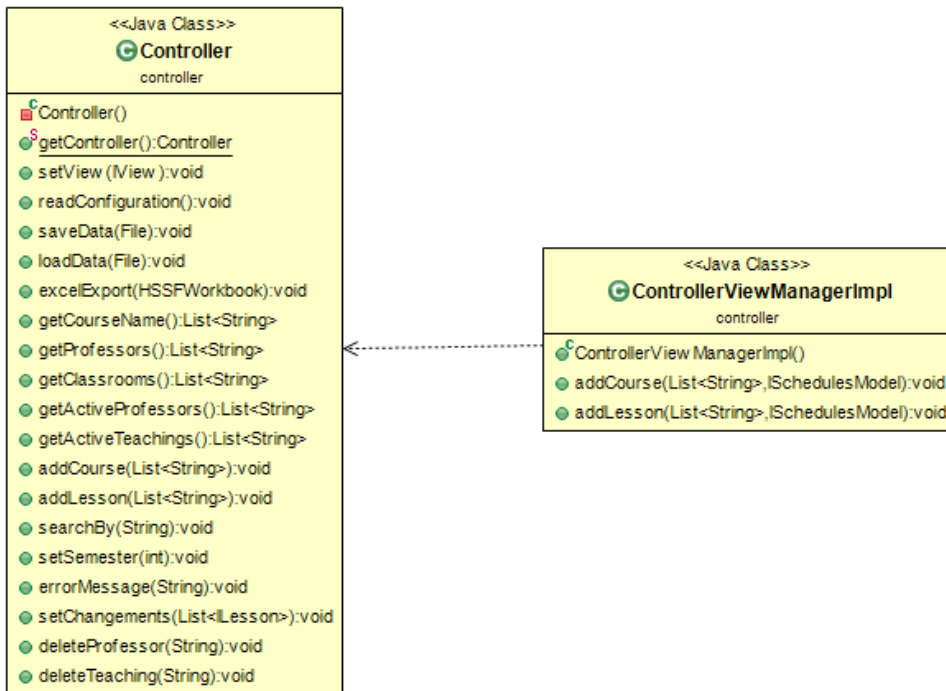 <<Java Class>>
Controller
controller
Controller()
getController():Controller
setView(IView):void
readConfiguration():void
saveData(File):void
loadData(File):void
excelExport(HSSFWorkbook):void
getCourseName():List<String>
getProfessors():List<String>
getClassrooms():List<String>
getActiveProfessors():List<String>
getActiveTeachings():List<String>
addCourse(List<String>):void
addLesson(List<String>):void
searchBy(String):void
setSemester(int):void
errorMessage(String):void
setChangements(List<ILesson>):void
deleteProfessor(String):void
deleteTeaching(String):void
<<Java Class>>
ControllerViewManagerImpl
controller
ControllerViewManagerImpl()
addCourse(List<String>,ISchedulesModel):void
addLesson(List<String>,ISchedulesModel):void